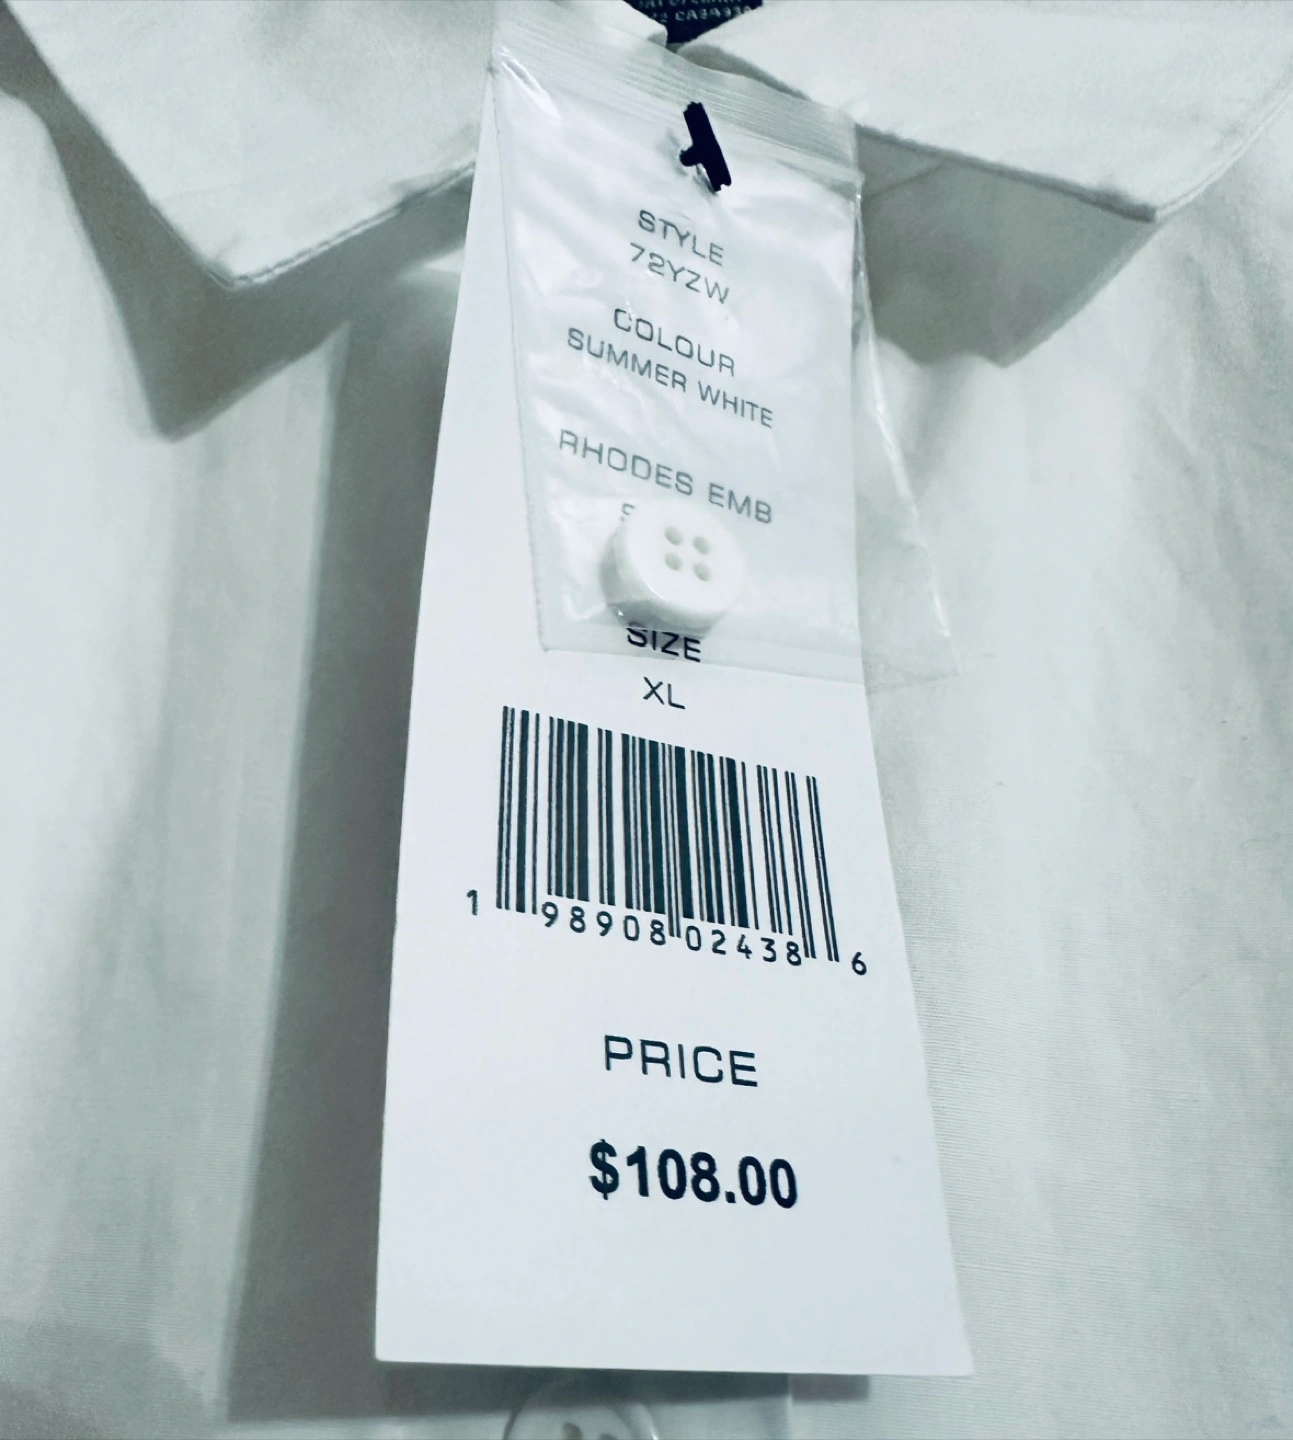 STYLE
72YZW
COLOUR
SUMMER WHITE
RHODES EMB
SIZE
XL
1 98908 02438 6
PRICE
$108.00